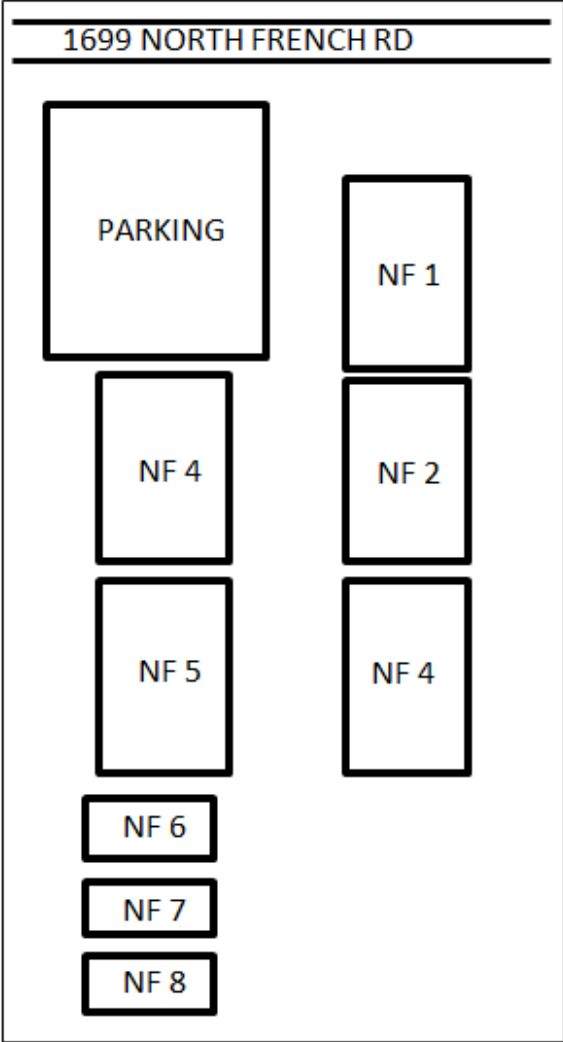 1699 NORTH FRENCH RD
PARKING
NF 1
NF 4
NF 2
NF 5
NF 4
NF 6
NF 7
NF 8